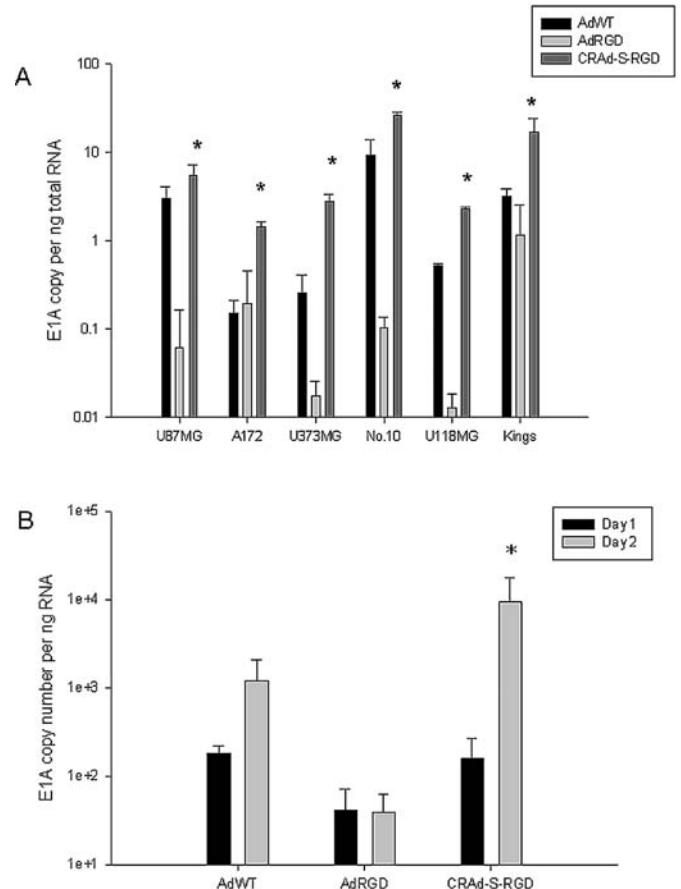 AdWT
AdRGD
CRAd-S-RGD
A
E1A copy per ng total RNA
100
10
1
0.1
0.01
* * * * * *
U87MG A172 U373MG No.10 U118MG Kings
B
E1A copy number per ng RNA
Day1
Day2
1e+5
1e+4
1e+3
1e+2
1e+1
*
AdWT AdRGD CRAd-S-RGD